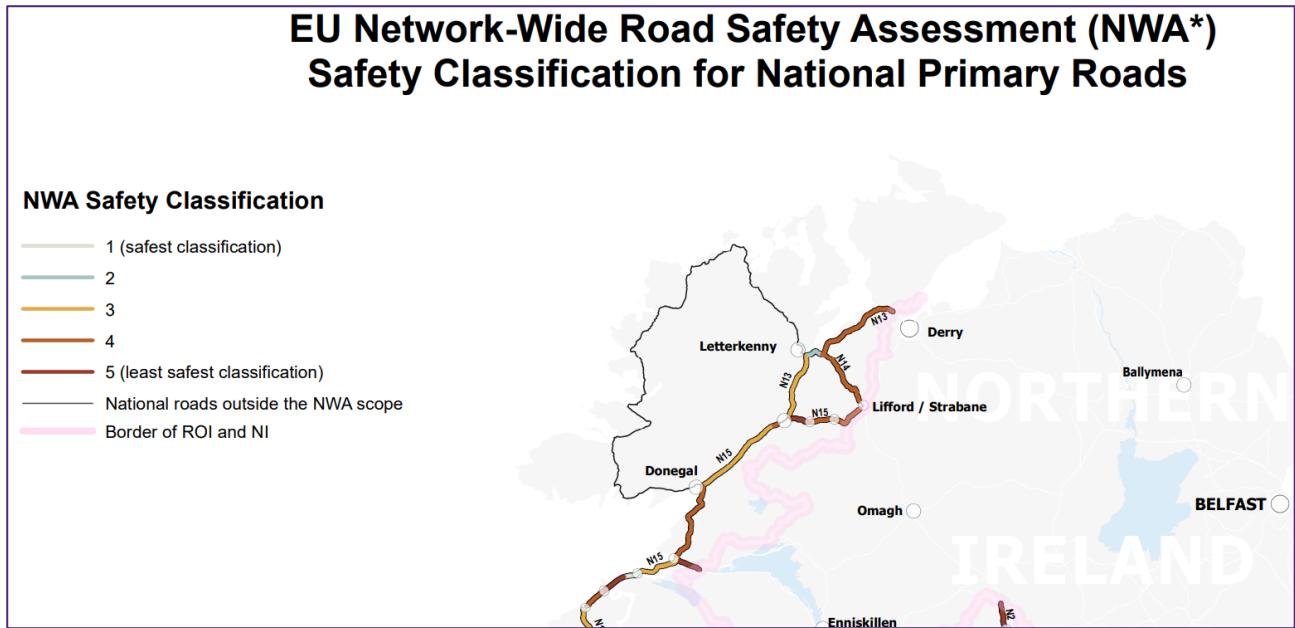 EU Network-Wide Road Safety Assessment (NWA*)
Safety Classification for National Primary Roads
NWA Safety Classification
1 (safest classification)
2
3
4
5 (least safest classification)
National roads outside the NWA scope
Border of ROI and NI
N13
Derry
Letterkenny
N14
Ballymena
N13
NORTHERN
N15
Lifford / Strabane
N15
Donegal
BELFAST
Omagh
IRELAND
N15
N2
Enniskillen